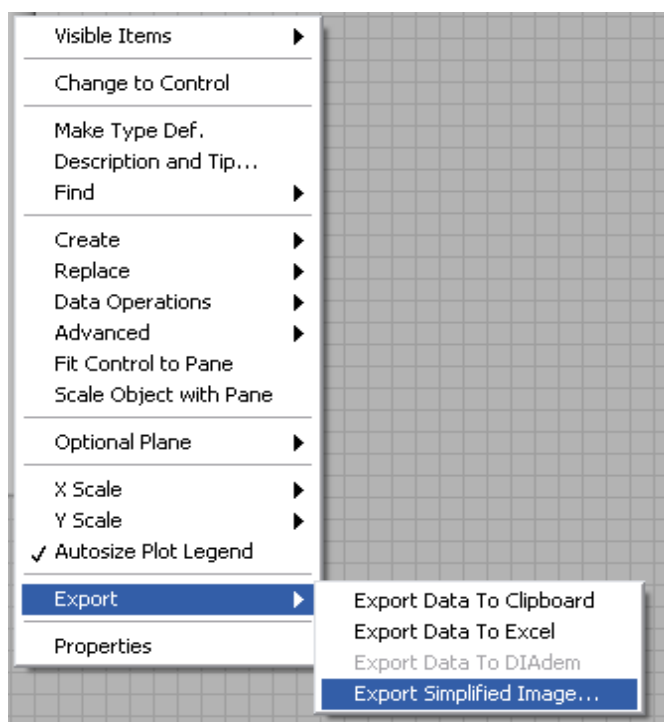 Visible Items
Change to Control
Make Type Def.
Description and Tip...
Find
Create
Replace
Data Operations
Advanced
Fit Control to Pane
Scale Object with Pane
Optional Plane
X Scale
Y Scale
Autosize Plot Legend
Export
Properties
Export Data To Clipboard
Export Data To Excel
Export Data To DIAdem
Export Simplified Image...